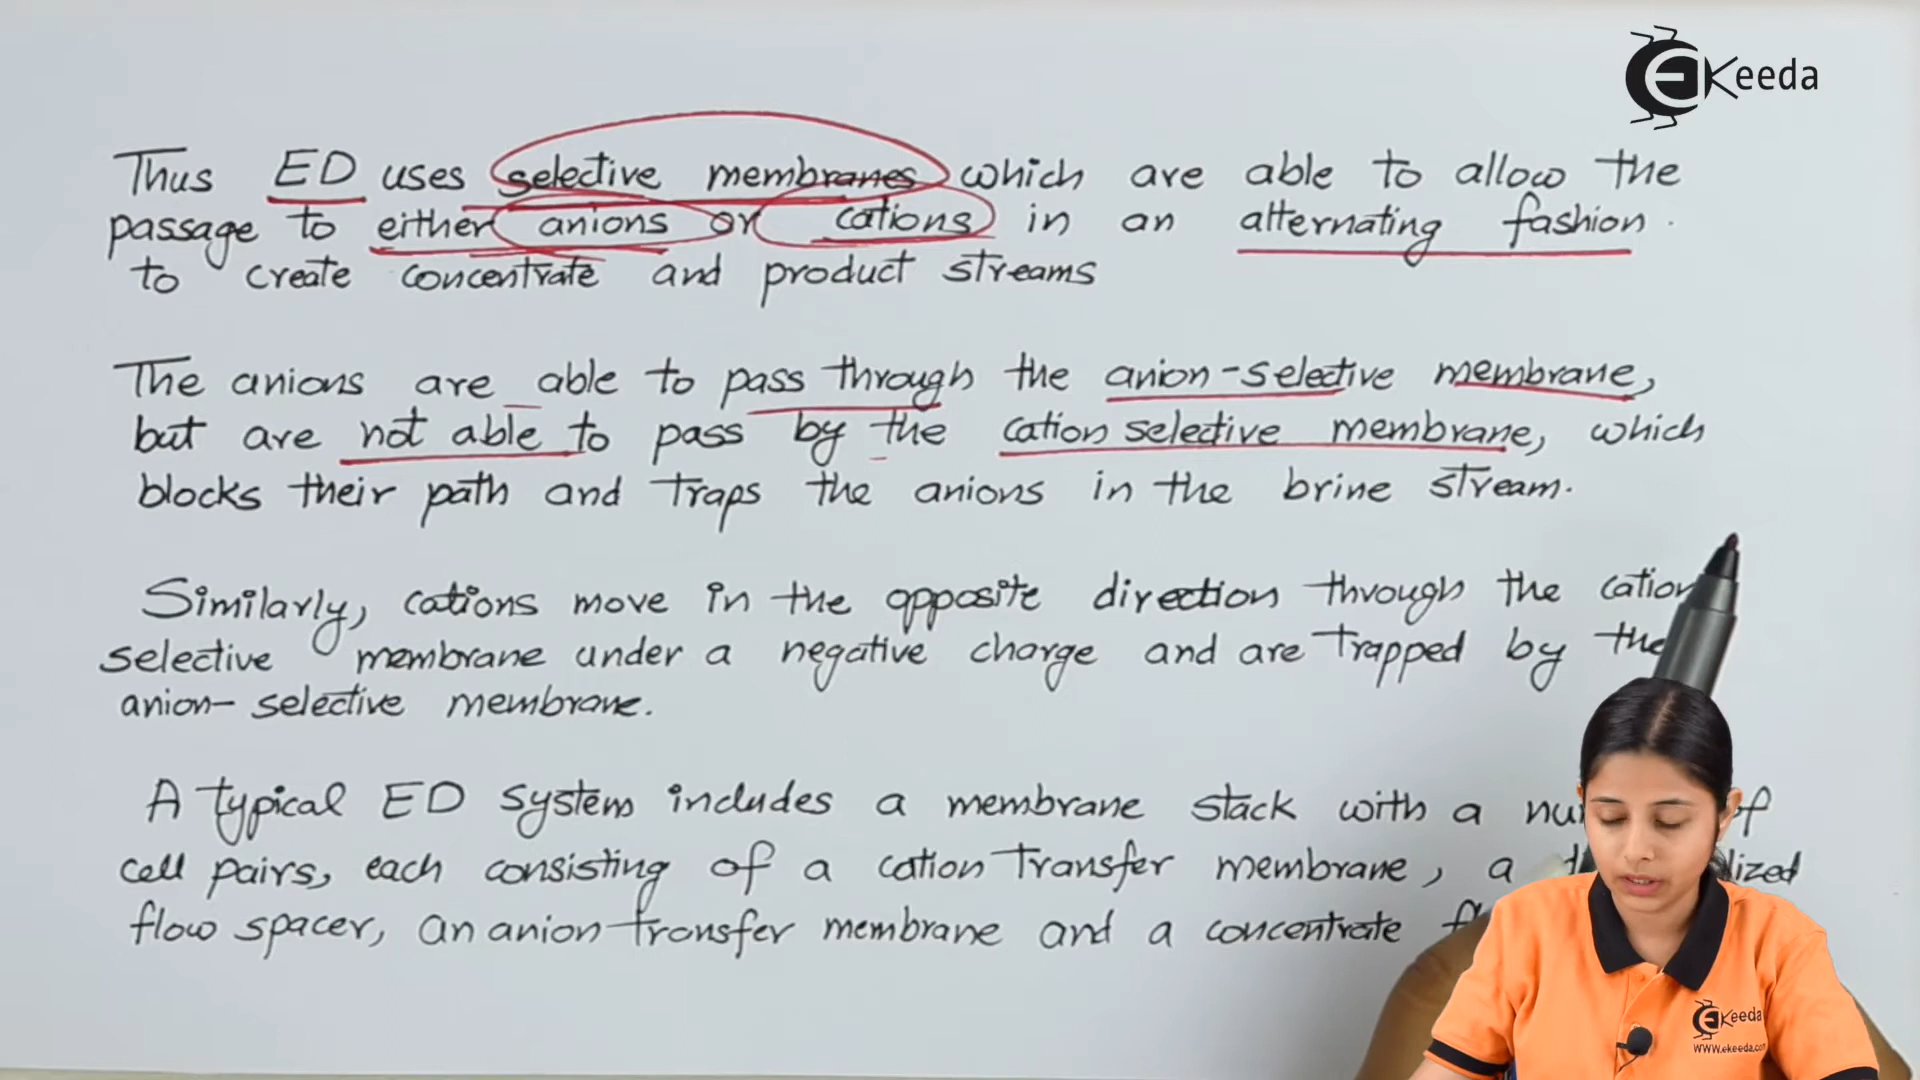 Keeda
Thus ED uses selective membranes which are able to allow the
passage to either anions or cations in an alternating fashion.
to create concentrate and product streams
The anions are able to pass through the anion-selective membrane,
but are not able to pass by the cation selective membrane, which
blocks their path and traps the anions in the brine stream.
Similarly, cations move in the opposite direction through the cation
selective membrane under a negative charge and are trapped by the
anion-selective membrane.
A typical ED system includes a membrane stack with a of
cell pairs, each consisting of a cation transfer membrane, a
flow spacer, an anion transfer membrane and a concentrate
Keeda
www.ekeeda.com